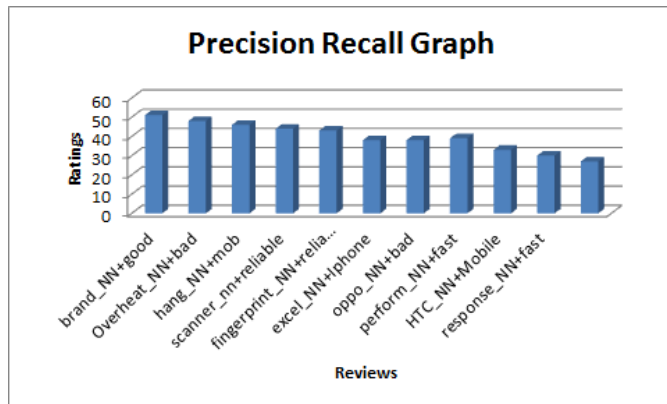 Precision Recall Graph
Ratings
60
50
40
30
20
10
0
brand_NN+good
Overheat_NN+bad
hang_NN+mob
scanner_nn+reliable
fingerprint_NN+relia...
excel_NN+Iphone
oppo_NN+bad
perform_NN+fast
HTC_NN+Mobile
response_NN+fast
Reviews